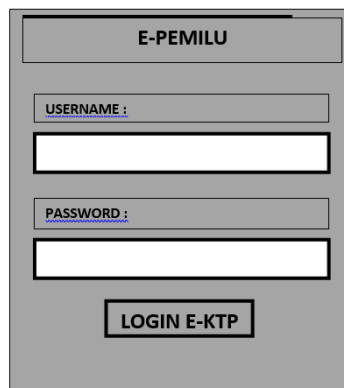 E-PEMILU
USERNAME :
PASSWORD :
LOGIN E-KTP